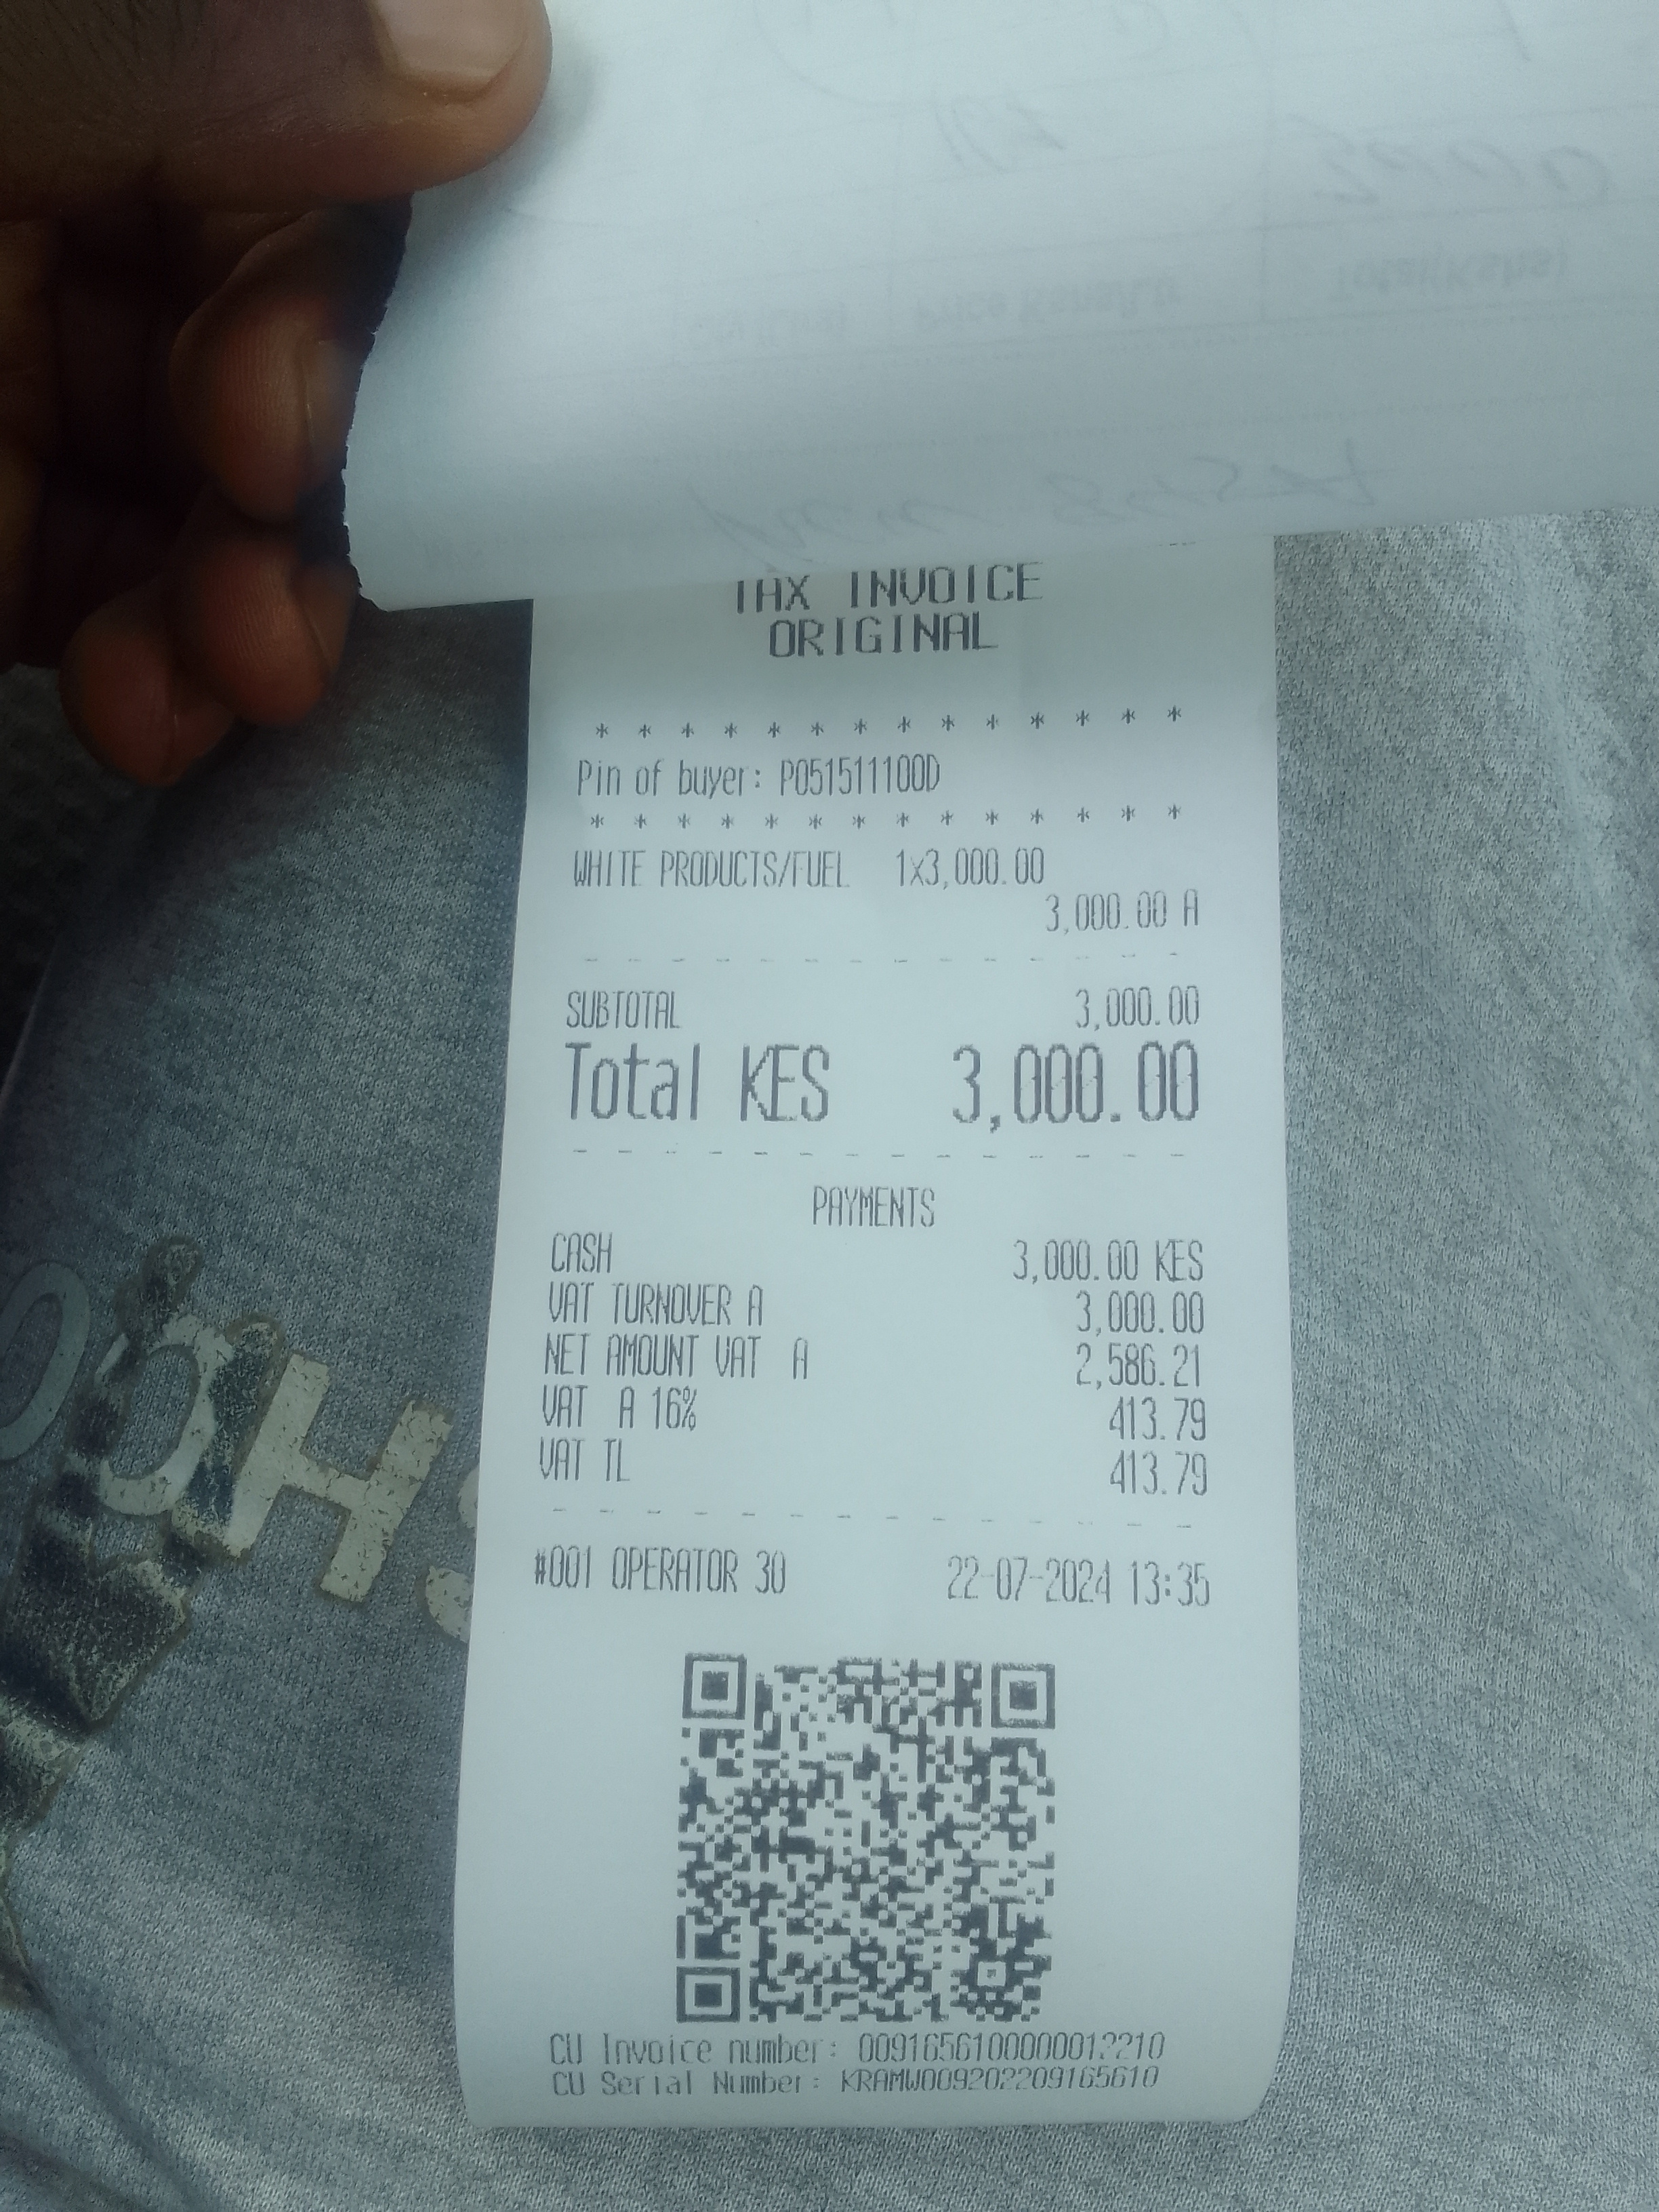 Total(Kshs)
TAX INVOICE
ORIGINAL
* * * * * * * * * * * * * *
Pin of buyer: P051511100D
* * * * * * * * * * * * * *
WHITE PRODUCTS/FUEL 1x3,000.00
3,000.00 A
SUBTOTAL 3,000.00
Total KES 3,000.00
PAYMENTS
CASH 3,000.00 KES
VAT TURNOVER A 3,000.00
NET AMOUNT VAT A 2,586.21
VAT A 16% 413.79
VAT TL 413.79
#001 OPERATOR 30 22-07-2024 13:35
CU Invoice number: 0091656100000012210
CU Serial Number: KRAMW009202209165610